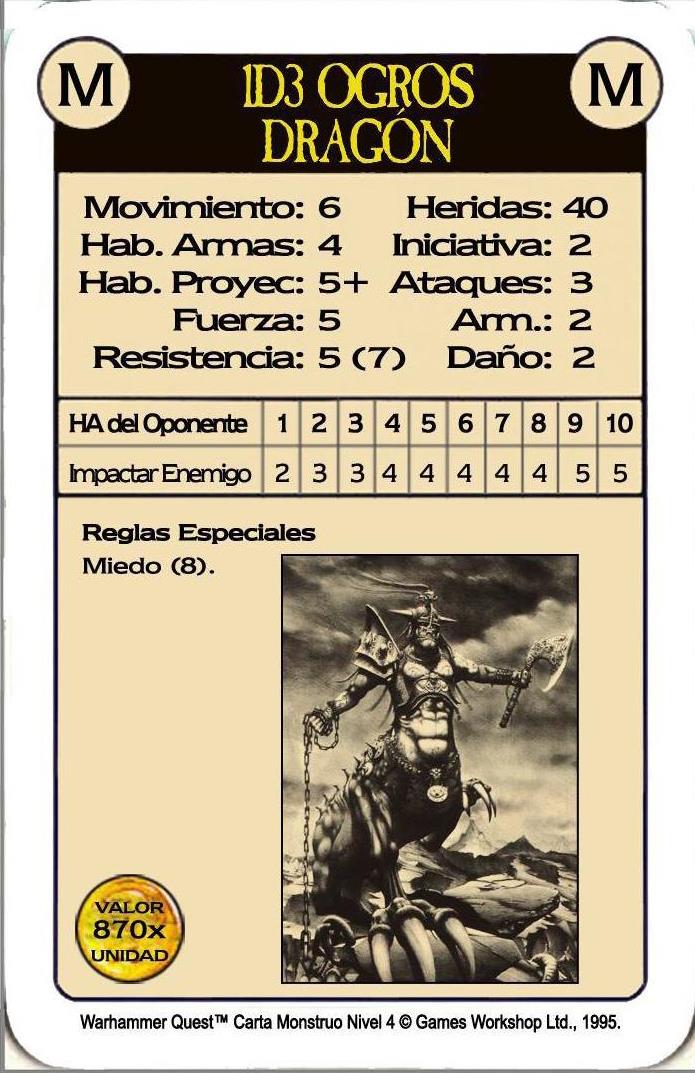 M
1D3 OGROS
DRAGÓN
M
Movimiento: 6 Heridas: 40
Hab. Armas: 4 Iniciativa: 2
Hab. Proyec: 5+ Ataques: 3
Fuerza: 5 Arm.: 2
Resistencia: 5 (7) Daño: 2
HA del Oponente 1 2 3 4 5 6 7 8 9 10
Impactar Enemigo 2 3 3 4 4 4 4 4 5 5
Reglas Especiales
Miedo (8).
VALOR
870x
UNIDAD
Warhammer Quest™ Carta Monstruo Nivel 4 © Games Workshop Ltd., 1995.